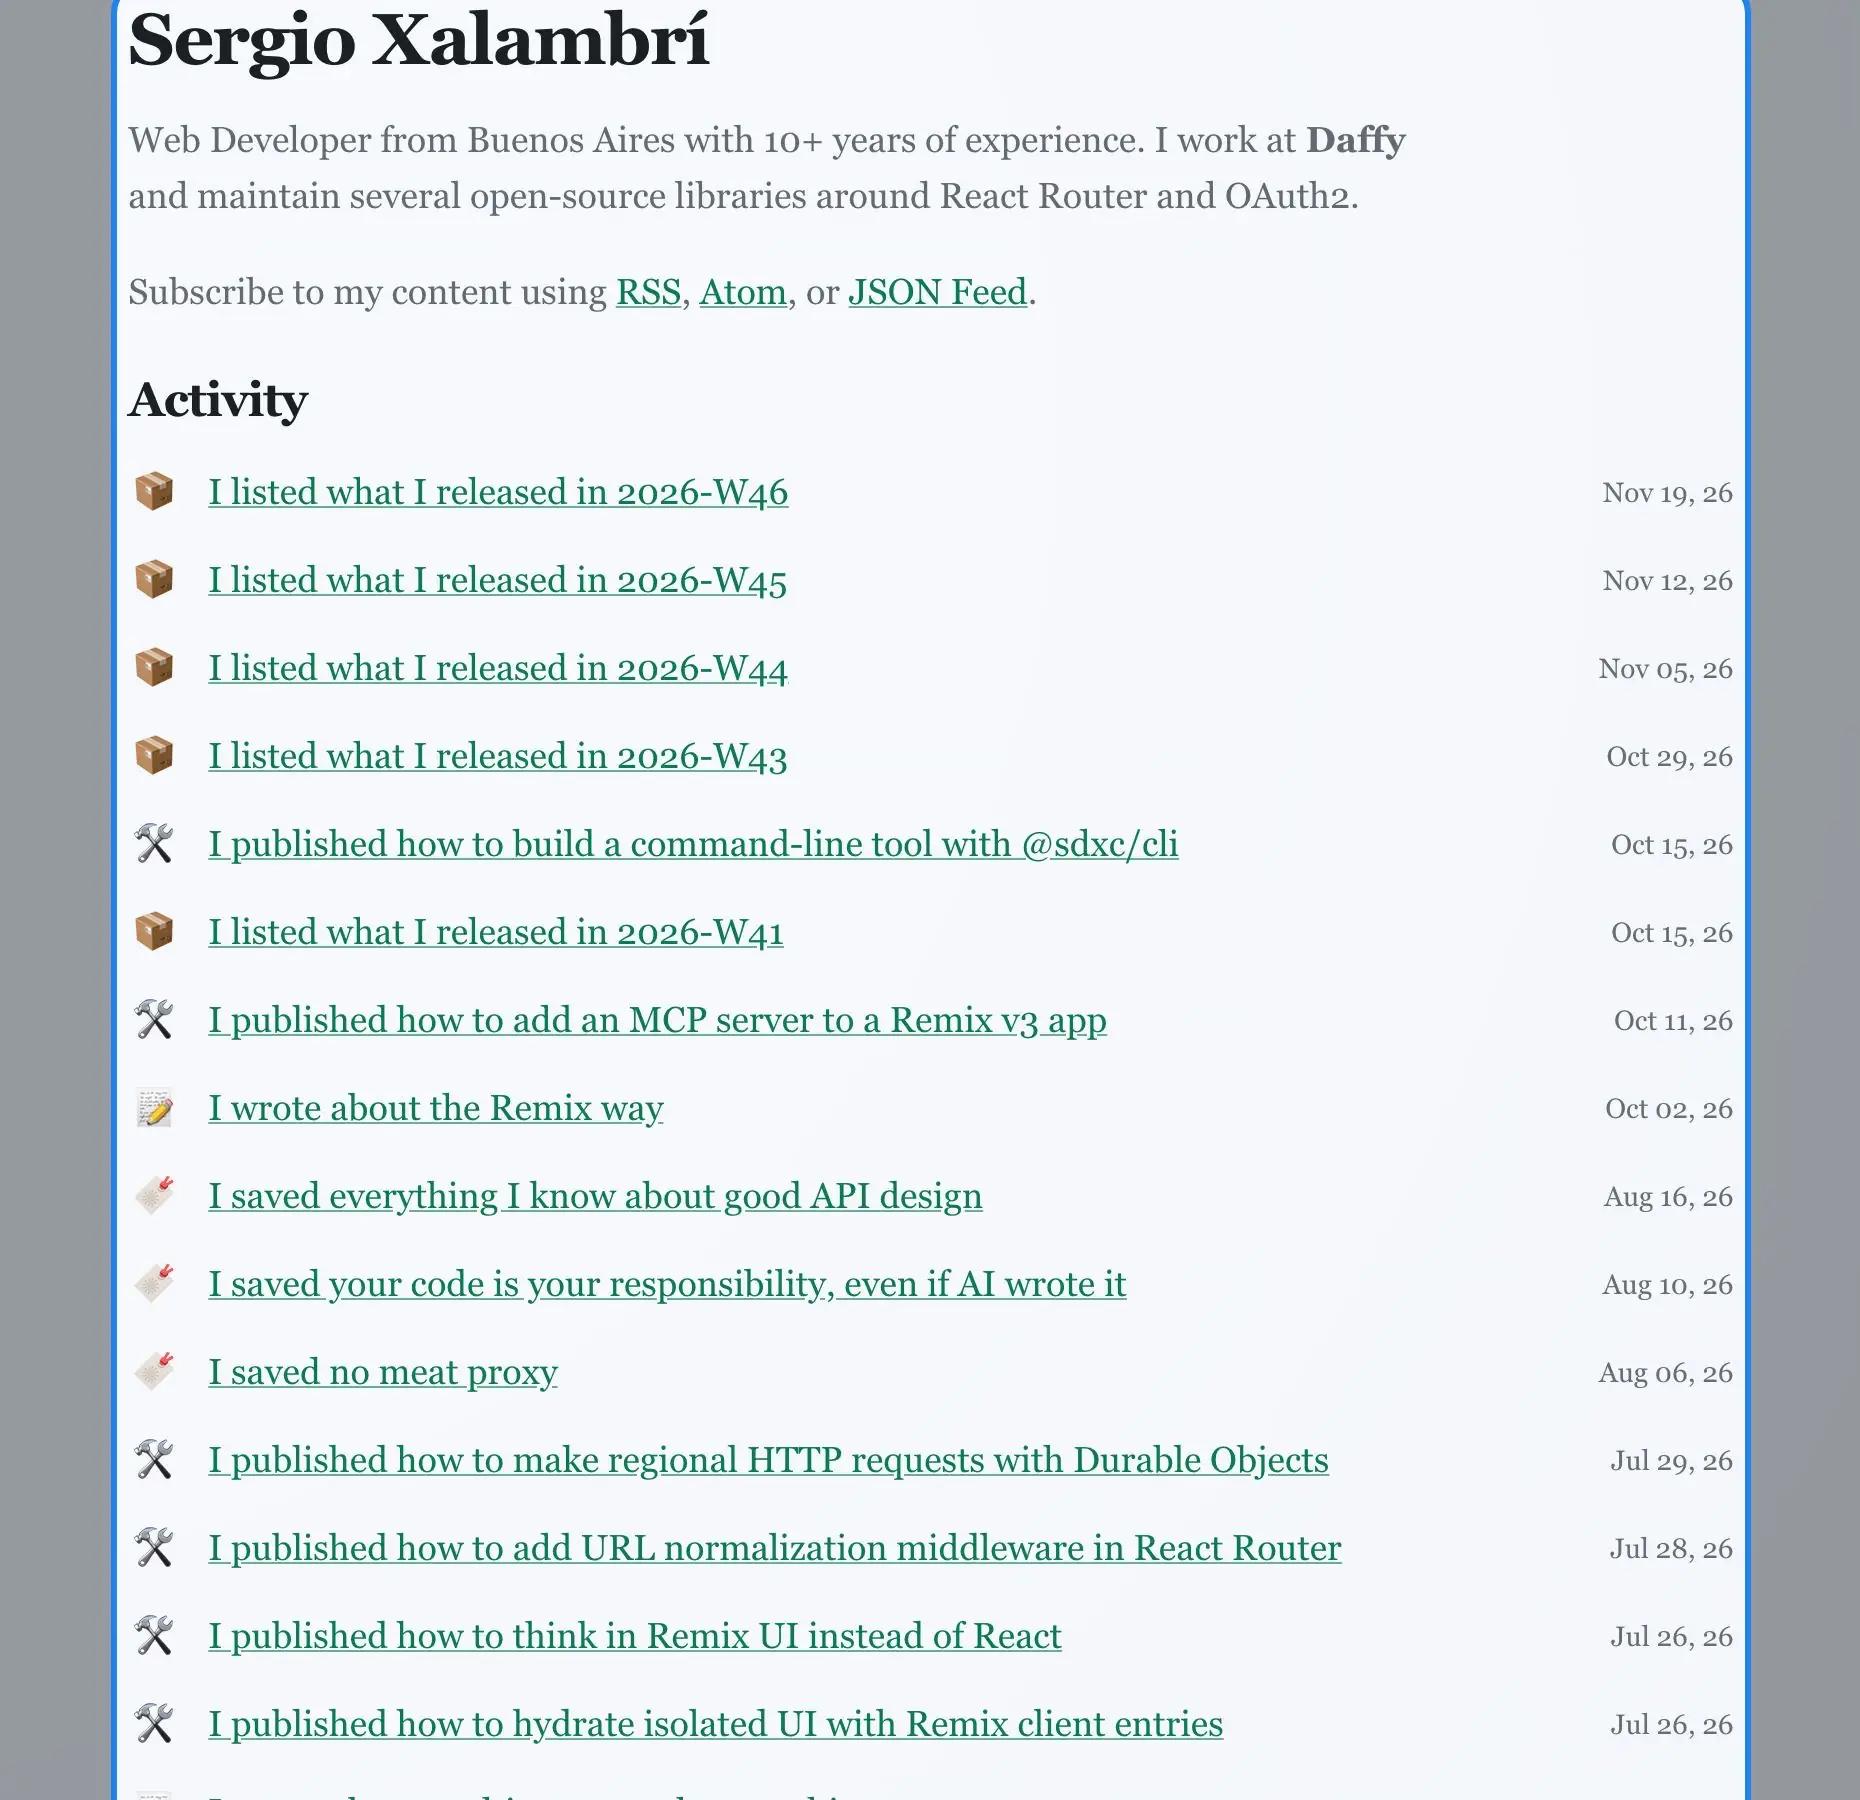 Sergio Xalambrí
Web Developer from Buenos Aires with 10+ years of experience. I work at Daffy
and maintain several open-source libraries around React Router and OAuth2.
Subscribe to my content using RSS, Atom, or JSON Feed.
Activity
I listed what I released in 2026-W46 Nov 19, 26
I listed what I released in 2026-W45 Nov 12, 26
I listed what I released in 2026-W44 Nov 05, 26
I listed what I released in 2026-W43 Oct 29, 26
I published how to build a command-line tool with @sdxc/cli Oct 15, 26
I listed what I released in 2026-W41 Oct 15, 26
I published how to add an MCP server to a Remix v3 app Oct 11, 26
I wrote about the Remix way Oct 02, 26
I saved everything I know about good API design Aug 16, 26
I saved your code is your responsibility, even if AI wrote it Aug 10, 26
I saved no meat proxy Aug 06, 26
I published how to make regional HTTP requests with Durable Objects Jul 29, 26
I published how to add URL normalization middleware in React Router Jul 28, 26
I published how to think in Remix UI instead of React Jul 26, 26
I published how to hydrate isolated UI with Remix client entries Jul 26, 26